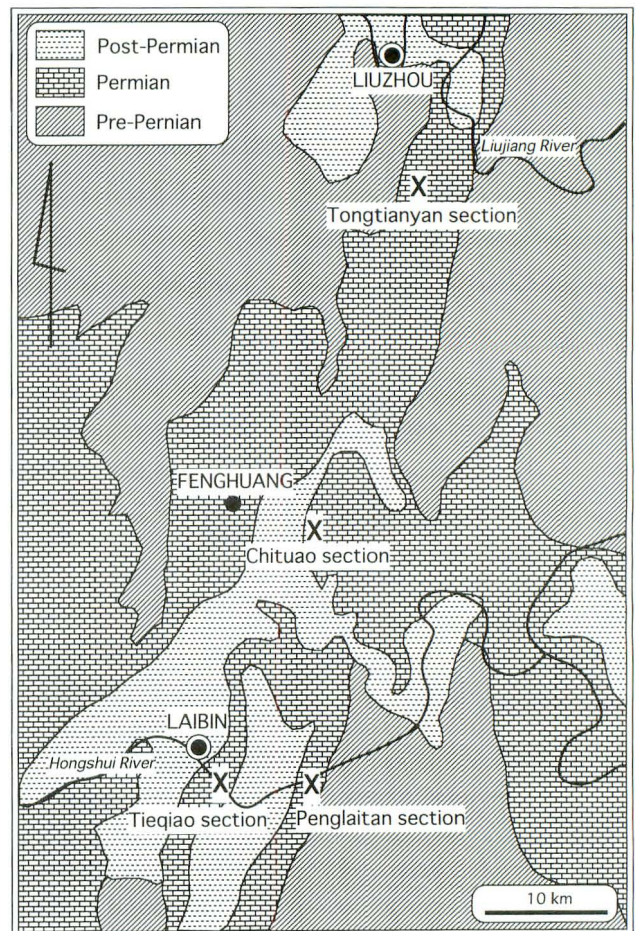 Post-Permian
Permian
Pre-Pernian
LIUZHOU
Liujiang River
X
Tongtianyan section
FENGHUANG
X
Chituao section
LAIBIN
Hongshui River
X
X
Tieqiao section
Penglaitan section
10 km